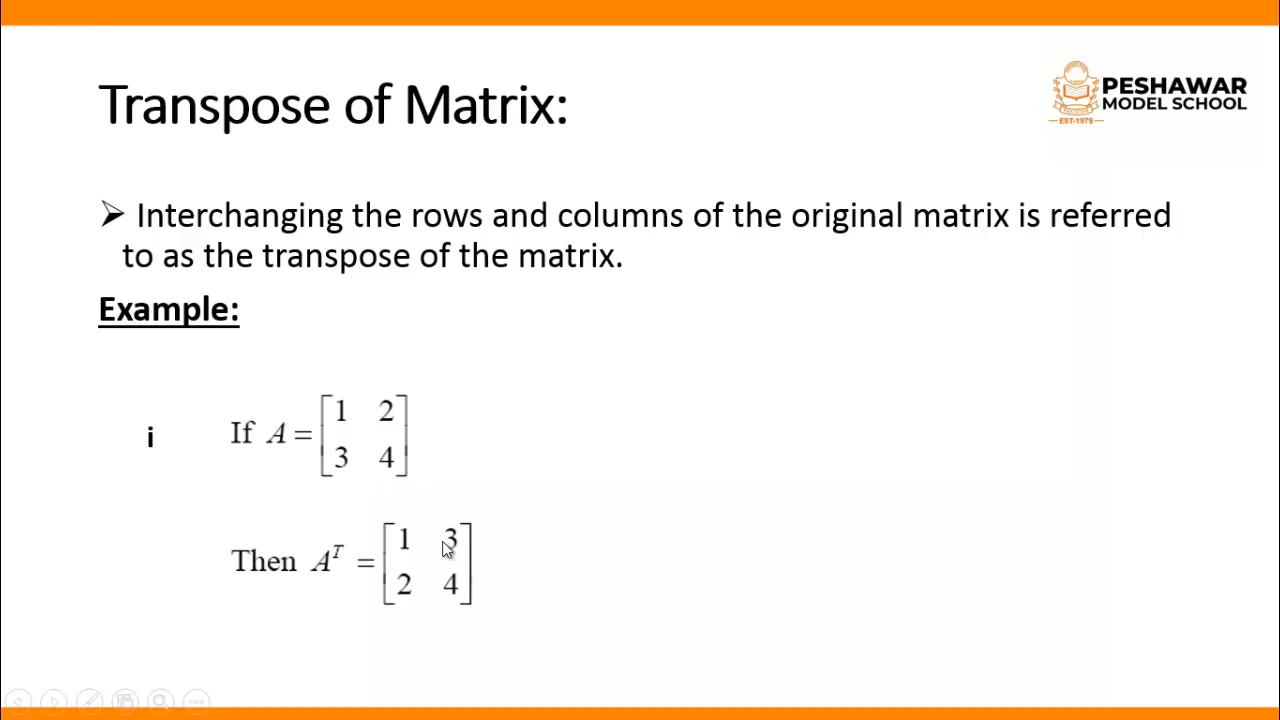 Transpose of Matrix:
PESHAWAR
MODEL SCHOOL
EST-1979
➢ Interchanging the rows and columns of the original matrix is referred
to as the transpose of the matrix.
Example:
i If A = [1 2
3 4]
Then A^T = [1 3
2 4]